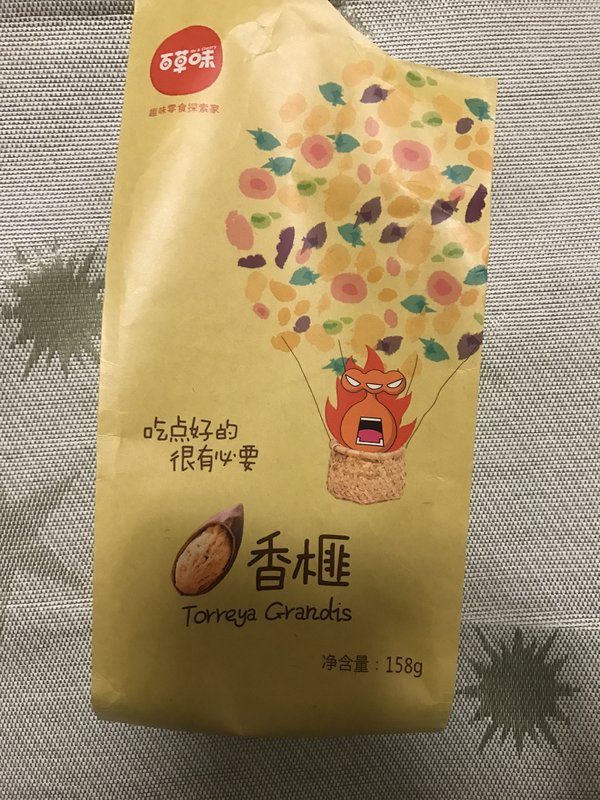 百草味
趣味零食探索家
吃点好的
很有必要
香榧
Torreya Grandis
净含量：158g